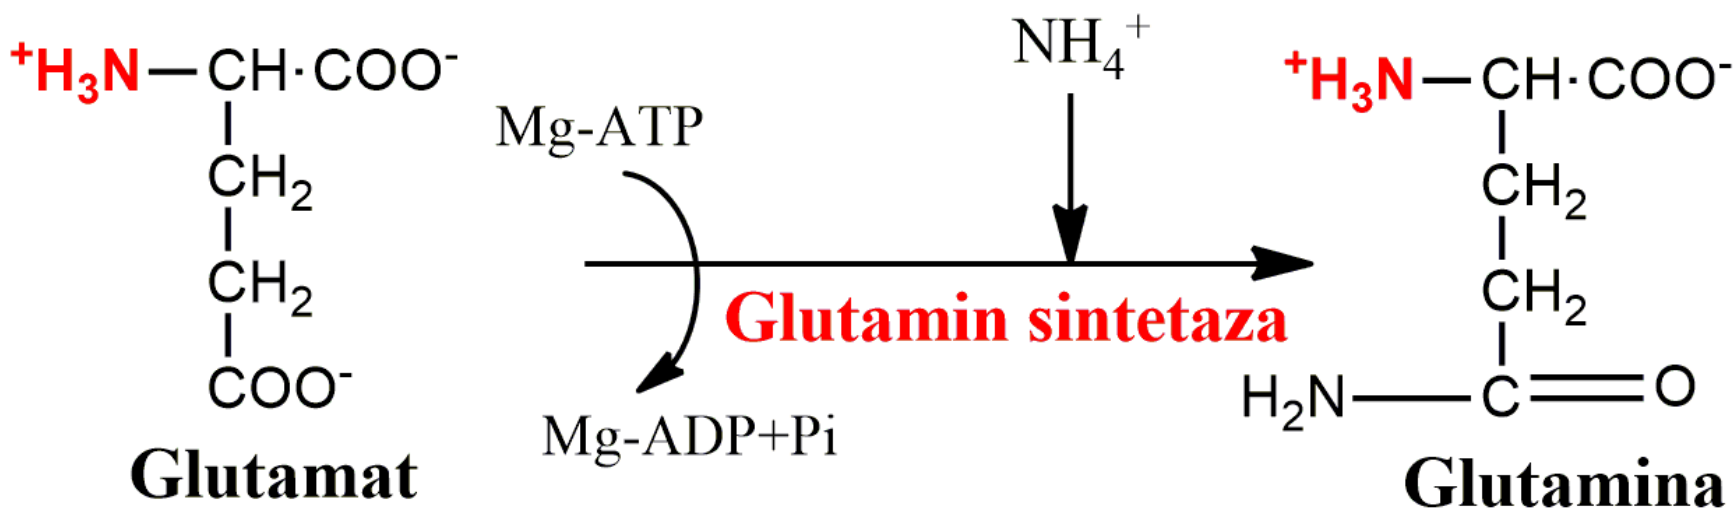 ⁺H₃N—CH·COO⁻
CH₂
CH₂
COO⁻
Glutamat
Mg-ATP
Mg-ADP+Pi
NH₄⁺
Glutamin sintetaza
⁺H₃N—CH·COO⁻
CH₂
CH₂
H₂N—C=O
Glutamina